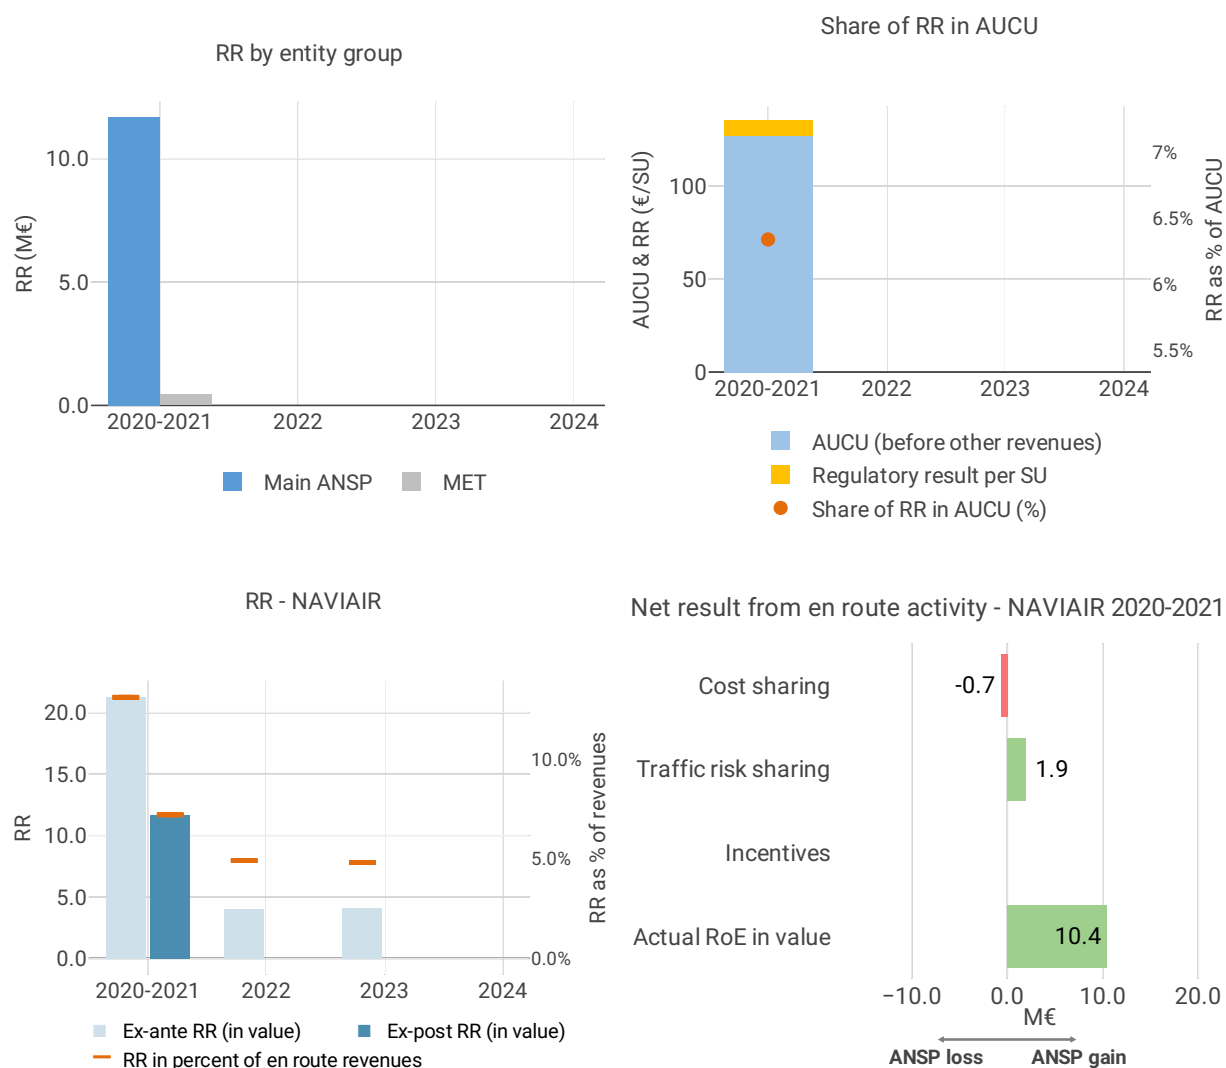 RR by entity group
RR (M€)
10.0
5.0
0.0
2020-2021
2022
2023
2024
Main ANSP
MET
Share of RR in AUCU
AUCU & RR (€/SU)
100
50
0
7%
6.5%
6%
5.5%
RR as % of AUCU
2020-2021
2022
2023
2024
AUCU (before other revenues)
Regulatory result per SU
Share of RR in AUCU (%)
RR - NAVIAIR
RR
20.0
15.0
10.0
5.0
0.0
10.0%
5.0%
0.0%
RR as % of revenues
2020-2021
2022
2023
2024
Ex-ante RR (in value)
Ex-post RR (in value)
RR in percent of en route revenues
Net result from en route activity - NAVIAIR 2020-2021
Cost sharing
-0.7
Traffic risk sharing
1.9
Incentives
Actual RoE in value
10.4
−10.0
0.0
10.0
20.0
M€
ANSP loss
ANSP gain